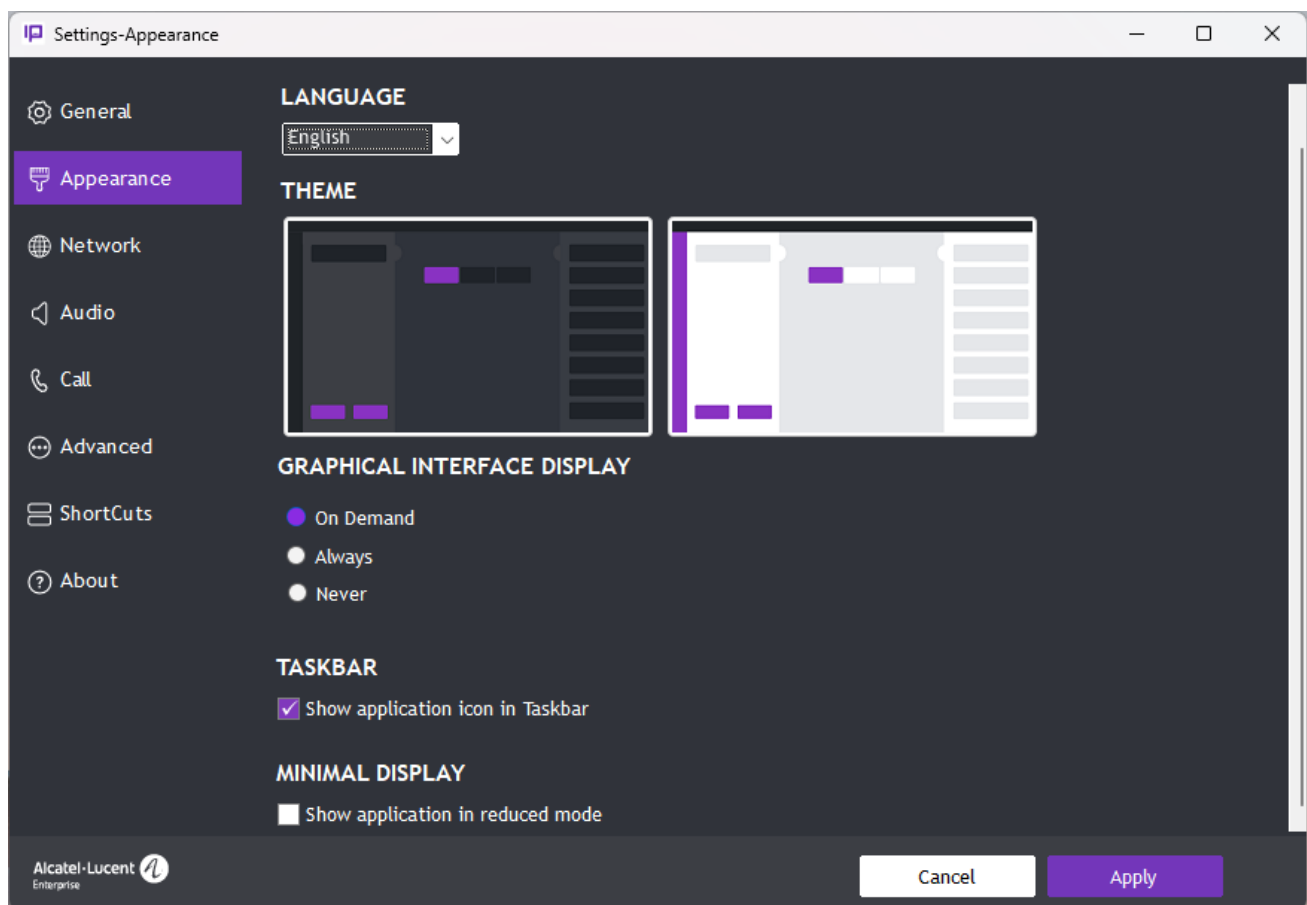 Settings-Appearance
General
Appearance
Network
Audio
Call
Advanced
ShortCuts
About
LANGUAGE
English
THEME
GRAPHICAL INTERFACE DISPLAY
On Demand
Always
Never
TASKBAR
Show application icon in Taskbar
MINIMAL DISPLAY
Show application in reduced mode
Alcatel·Lucent
Enterprise
Cancel
Apply